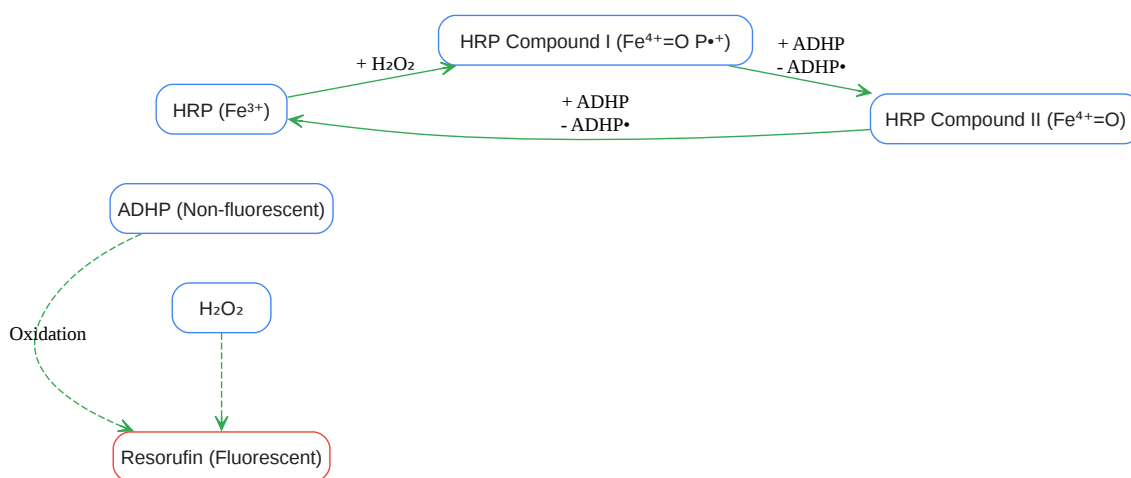 HRP Compound I (Fe⁴⁺=O P•⁺)
+ ADHP
- ADHP•
+ H₂O₂
HRP (Fe³⁺)
+ ADHP
- ADHP•
HRP Compound II (Fe⁴⁺=O)
ADHP (Non-fluorescent)
H₂O₂
Oxidation
Resorufin (Fluorescent)